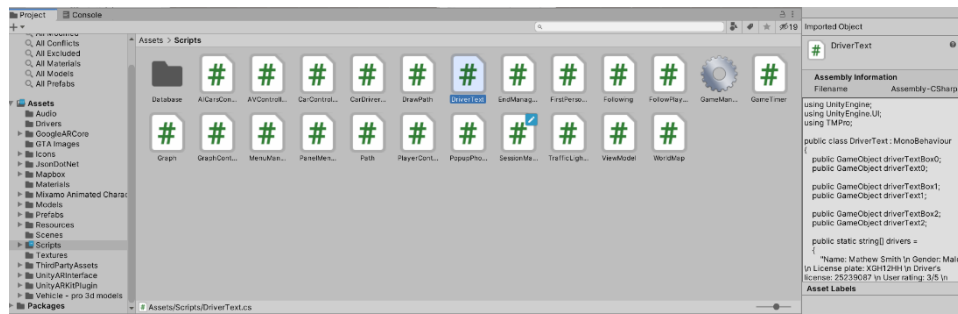 Project
Console
19
All Modified
All Conflicts
All Excluded
All Materials
All Models
All Prefabs
Assets
Audio
Drivers
GoogleARCore
GTA Images
Icons
JsonDotNet
Mapbox
Materials
Mixamo Animated Charac
Models
Prefabs
Resources
Scenes
Scripts
Textures
ThirdPartyAssets
UnityARInterface
UnityARKitPlugin
Vehicle - pro 3d models
Packages
Assets > Scripts
Database
AICarsCon...
AVControll...
CarControl...
CarDriver...
DrawPath
DriverText
EndManag...
FirstPerso...
Following
FollowPlay...
GameMan...
GameTimer
Graph
GraphCont...
MenuMan...
PanelMen...
Path
PlayerCont...
PopupPho...
SessionMa...
TrafficLigh...
ViewModel
WorldMap
Assets/Scripts/DriverText.cs
Imported Object
# DriverText
Assembly Information
Filename Assembly-CSharp
using UnityEngine;
using UnityEngine.UI;
using TMPro;
public class DriverText : MonoBehaviour
{
public GameObject driverTextBox0;
public GameObject driverText0;
public GameObject driverTextBox1;
public GameObject driverText1;
public GameObject driverTextBox2;
public GameObject driverText2;
public static string[] drivers =
{
"Name: Mathew Smith \n Gender: Male
\n License plate: XGH12HH \n Driver's
license: 25239087 \n User rating: 3/5 \n
Asset Labels